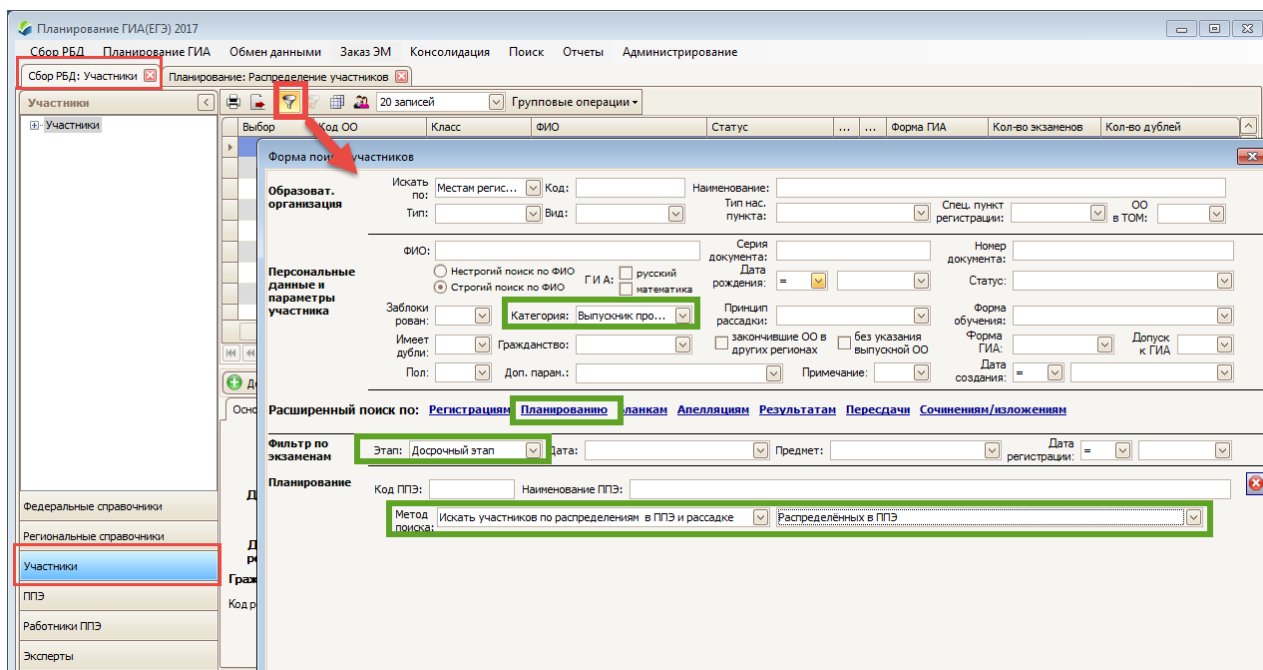 Планирование ГИА(ЕГЭ) 2017
Сбор РБД Планирование ГИА Обмен данными Заказ ЭМ Консолидация Поиск Отчеты Администрирование
Сбор РБД: Участники Планирование: Распределение участников
Участники 20 записей Групповые операции
Участники
Выбор Код ОО Класс ФИО Статус ... ... Форма ГИА Кол-во экзаменов Кол-во дублей
Форма участников
Образоват. организация
Искать по: Местам регис... Код: Наименование:
Тип: Вид: Тип нас. пункта: Спец. пункт регистрации: ОО в ТОМ:
Персональные данные и параметры участника
ФИО: Серия документа: Номер документа:
Нестрогий поиск по ФИО
Строгий поиск по ФИО
ГИА: русский
математика
Дата рождения: = Статус:
Заблокирован: Категория: Выпускник про... Принцип рассадки: Форма обучения:
Имеет дубли: Гражданство: закончившие ОО в других регионах без указания выпускной ОО Форма ГИА: Допуск к ГИА
Пол: Доп. парам.: Примечание: Дата создания: =
Расширенный поиск по: Регистрациям Планированию Апелляциям Результатам Пересдачи Сочинениям/изложениям
Фильтр по экзаменам
Этап: Досрочный этап Дата: Предмет: Дата регистрации: =
Планирование
Код ППЭ: Наименование ППЭ:
Метод поиска: Искать участников по распределениям в ППЭ и рассадке Распределённых в ППЭ
Федеральные справочники
Региональные справочники
Участники
ППЭ
Работники ППЭ
Эксперты